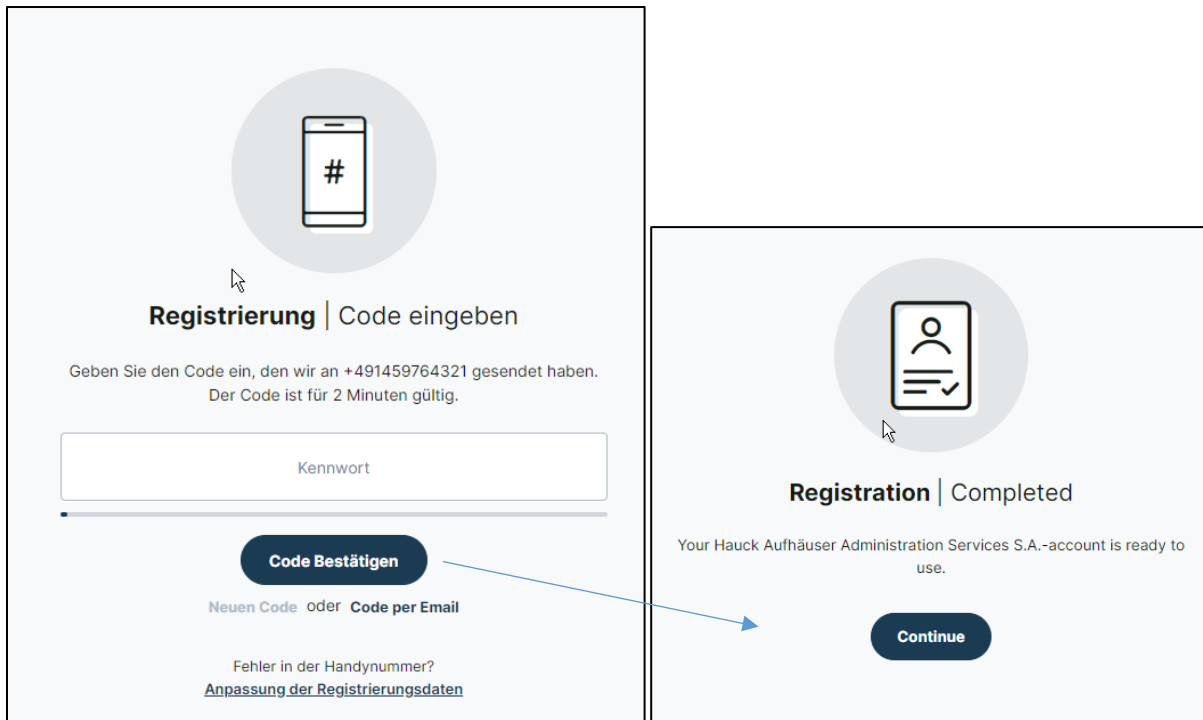 #
Registrierung | Code eingeben
Geben Sie den Code ein, den wir an +491459764321 gesendet haben.
Der Code ist für 2 Minuten gültig.
Kennwort
Code Bestätigen
Neuen Code oder Code per Email
Fehler in der Handynummer?
Anpassung der Registrierungsdaten
Registration | Completed
Your Hauck Aufhäuser Administration Services S.A.-account is ready to
use.
Continue